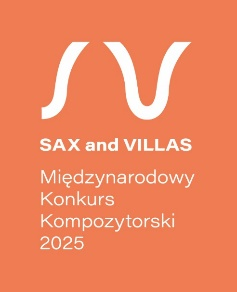 SAX and VILLAS
Międzynarodowy
Konkurs
Kompozytorski
2025